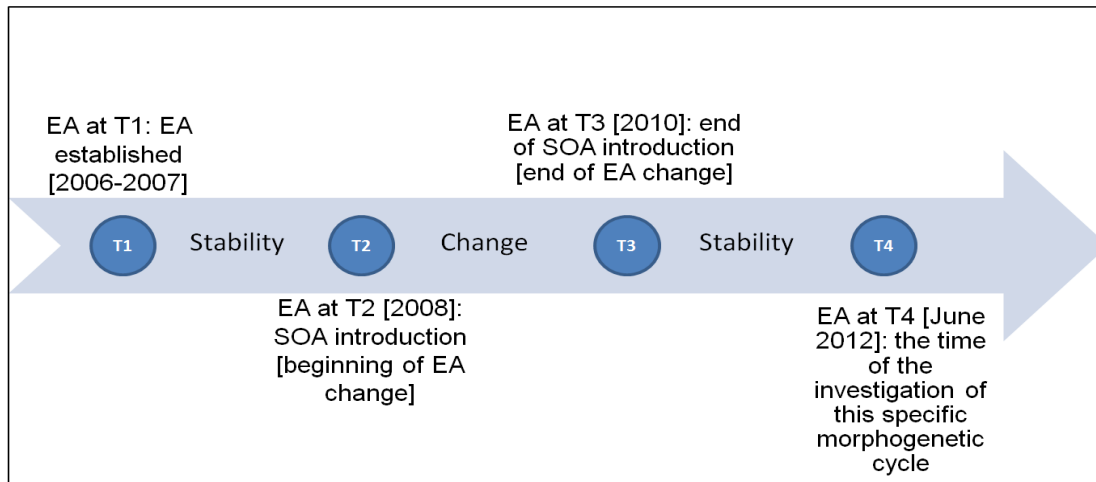 EA at T1: EA
established
[2006-2007]
EA at T3 [2010]: end
of SOA introduction
[end of EA change]
T1
Stability
T2
Change
T3
Stability
T4
EA at T2 [2008]:
SOA introduction
[beginning of EA
change]
EA at T4 [June
2012]: the time
of the
investigation of
this specific
morphogenetic
cycle